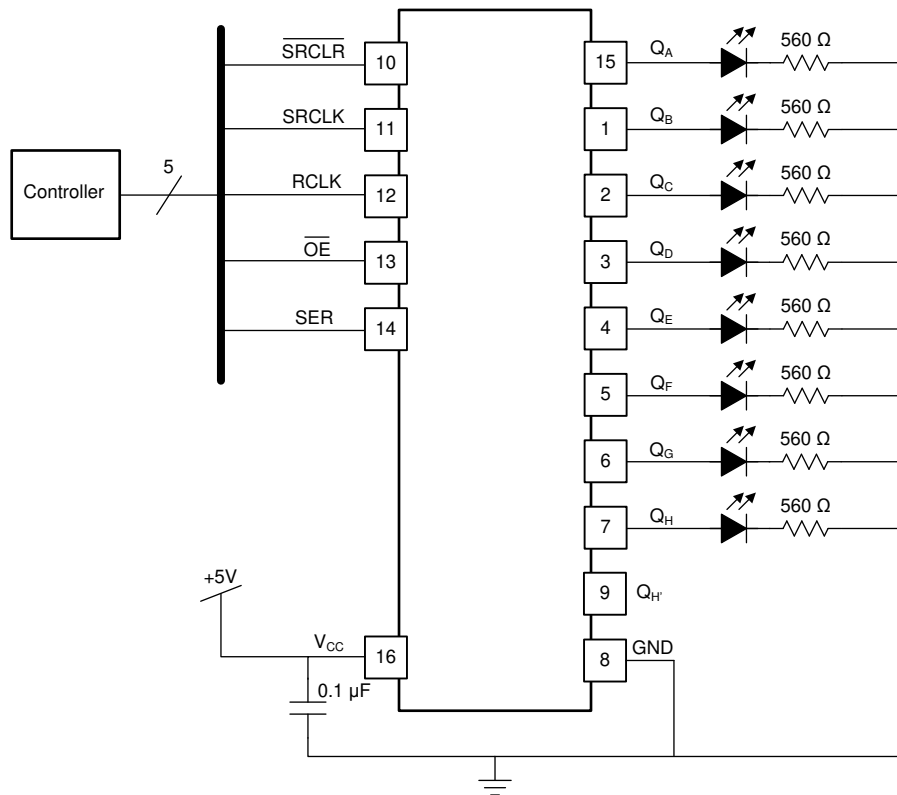 Controller
5
S̅R̅C̅L̅R̅
10
SRCLK
11
RCLK
12
O̅E̅
13
SER
14
+5V
VCC
16
0.1 µF
15
QA
560 Ω
1
QB
560 Ω
2
QC
560 Ω
3
QD
560 Ω
4
QE
560 Ω
5
QF
560 Ω
6
QG
560 Ω
7
QH
560 Ω
9
QH'
8
GND